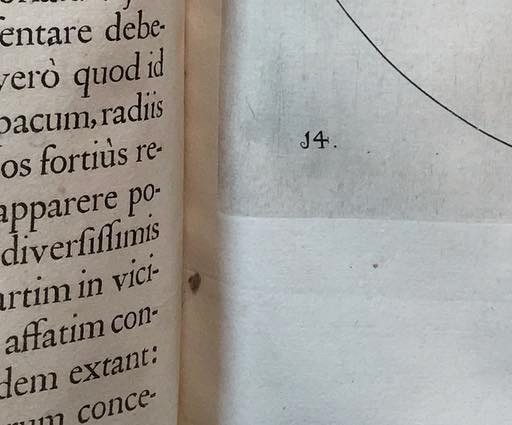 entare debe-
verò quod id
pacum, radiis
os fortiùs re-
apparere po-
diversissimis
artim in vici-
affatim con-
dem extant:
conce-
14.